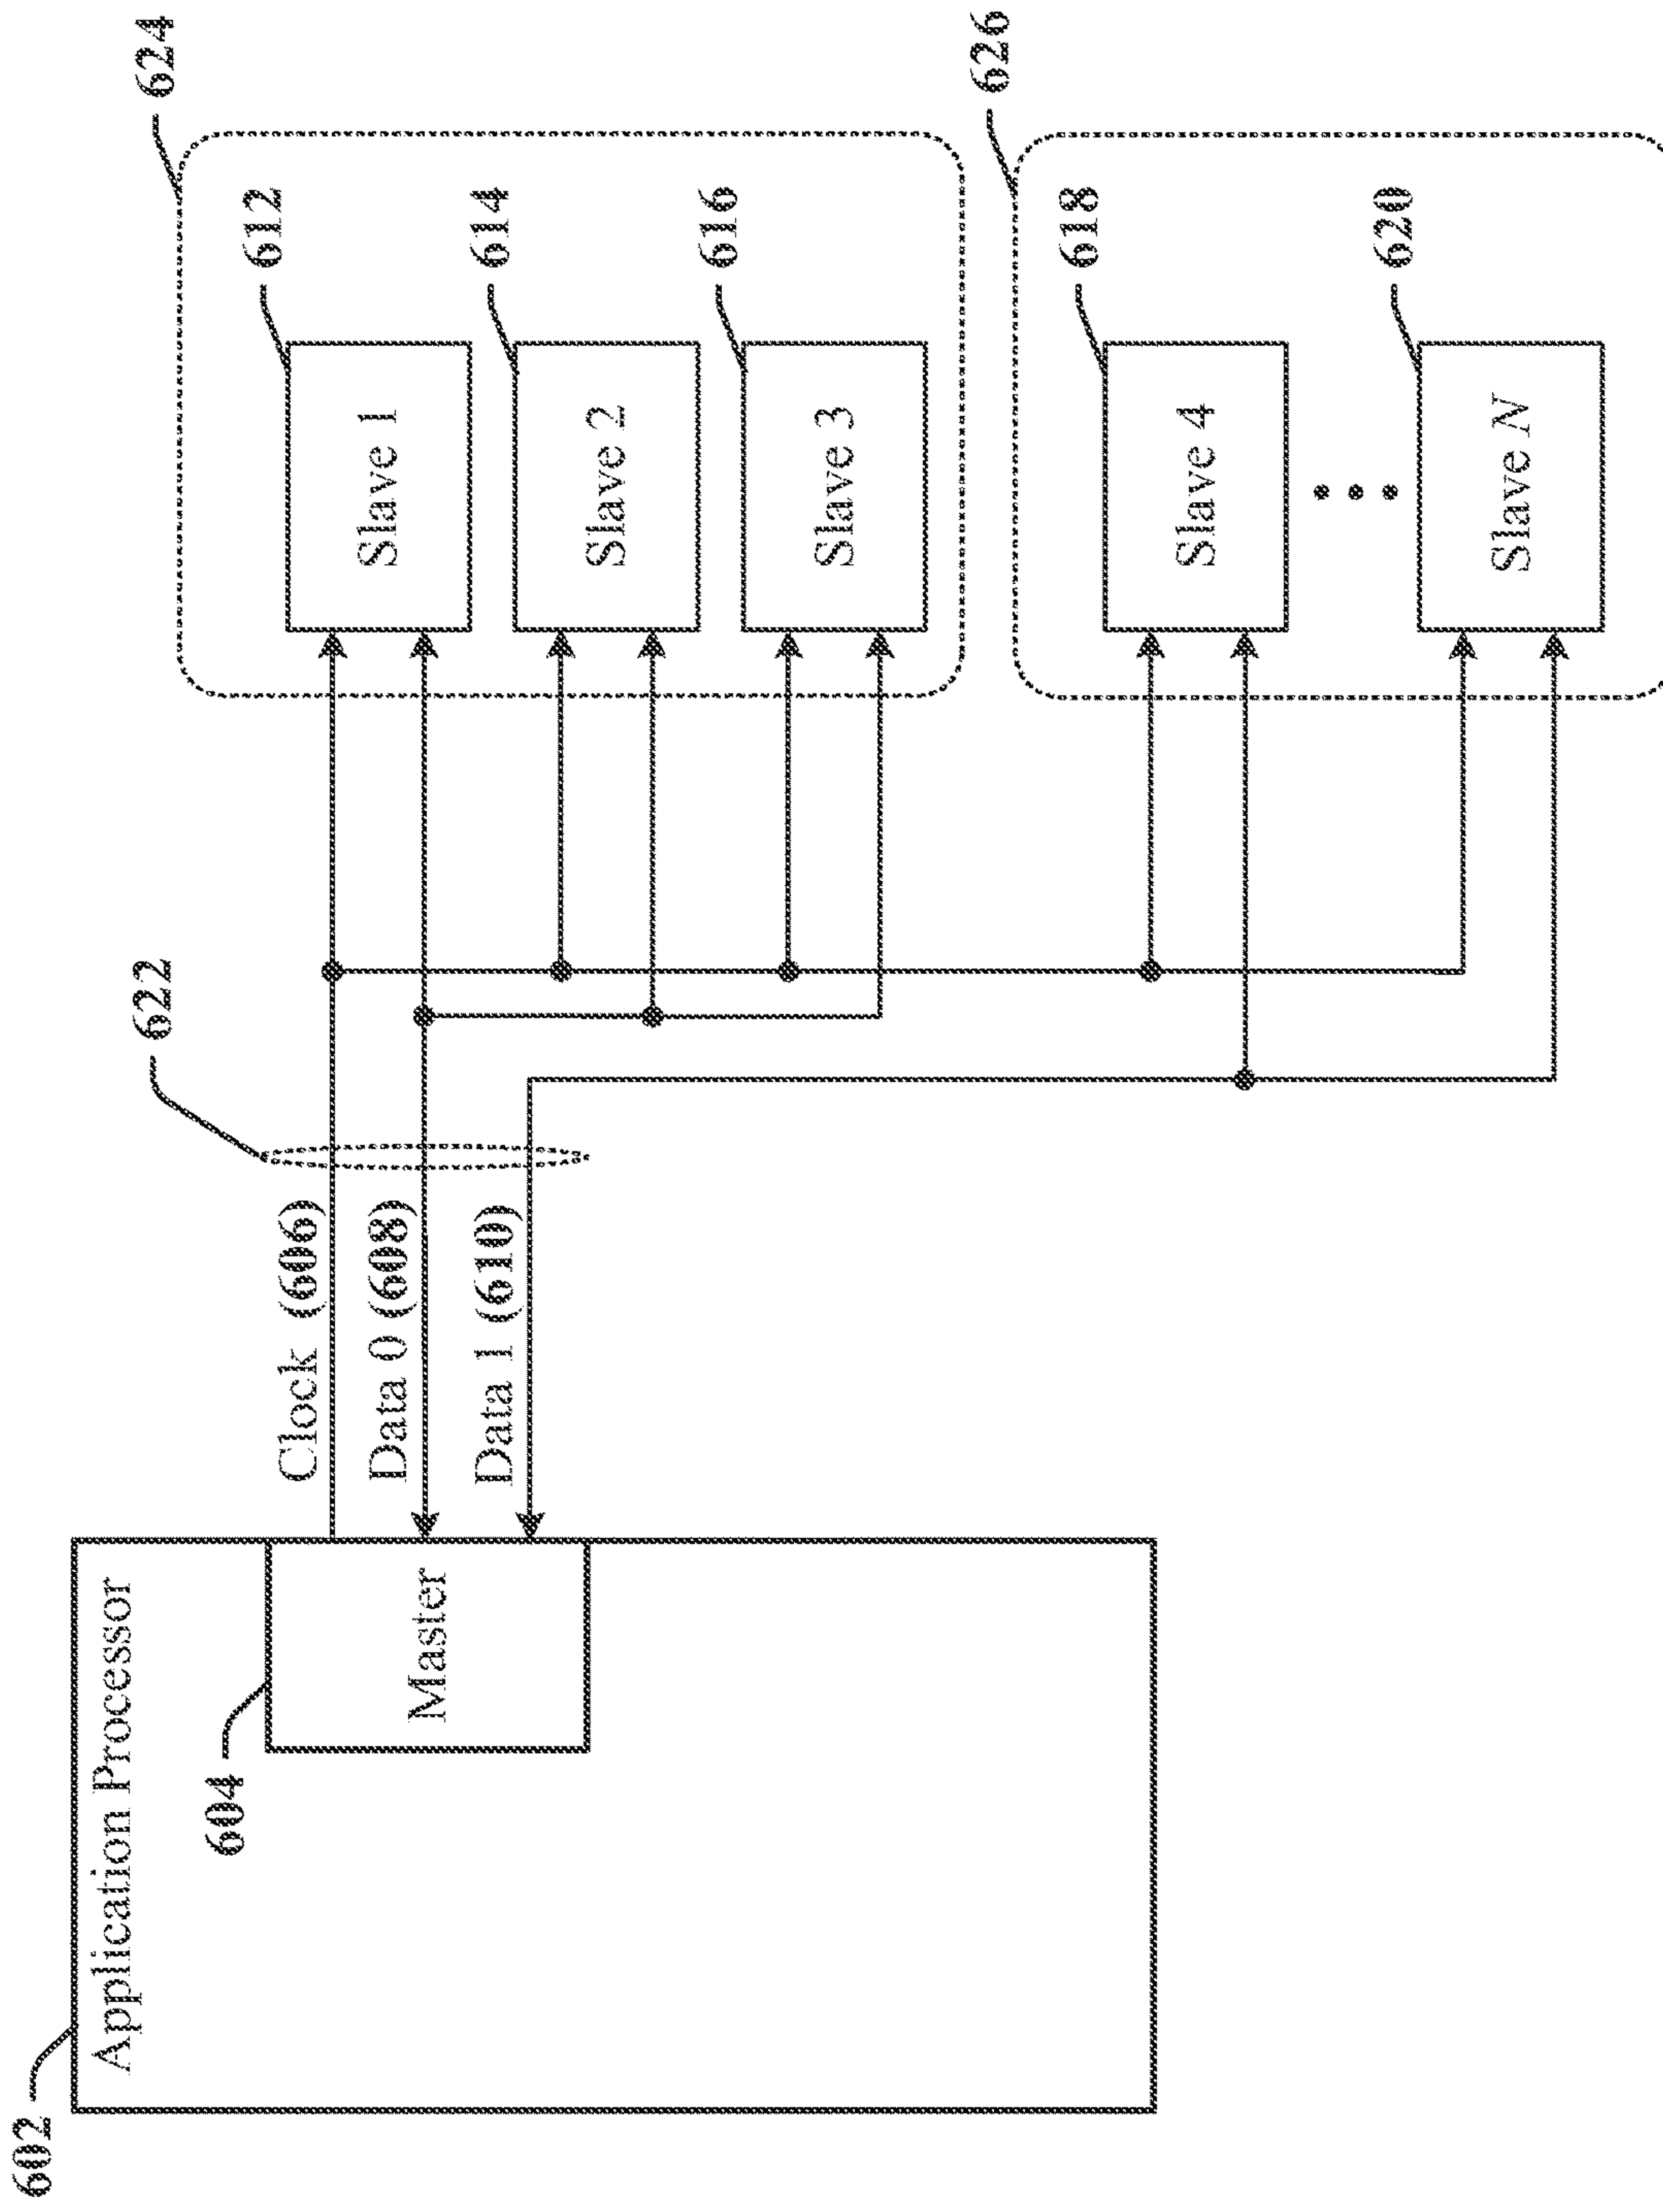 602
Application Processor
604
Master
Clock (606)
Data 0 (608)
Data 1 (610)
622
624
612
Slave 1
614
Slave 2
616
Slave 3
626
618
Slave 4
620
Slave N